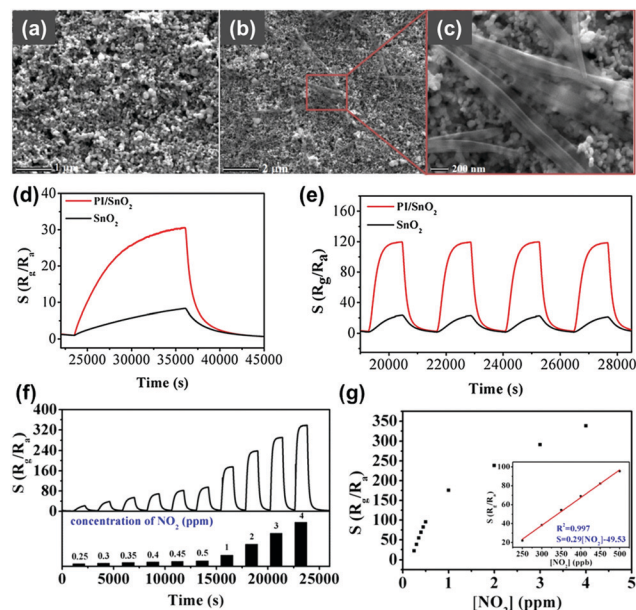 (a)
1 µm
(b)
2 µm
(c)
200 nm
(d)
PI/SnO2
SnO2
S (Rg/Ra)
40
30
20
10
0
25000 30000 35000 40000 45000
Time (s)
(e)
PI/SnO2
SnO2
S (Rg/Ra)
160
120
80
40
0
20000 22000 24000 26000 28000
Time (s)
(f)
S (Rg/Ra)
400
320
240
160
80
0
concentration of NO2 (ppm)
0.25 0.3 0.35 0.4 0.45 0.5 1 2 3 4
0 5000 10000 15000 20000 25000
Time (s)
(g)
S (Rg/Ra)
350
300
250
200
150
100
50
0
0 1 2 3 4 5
[NO2] (ppm)
S (Rg/Ra)
100
80
60
40
20
R²=0.997
S=0.29[NO2]-49.53
250 300 350 400 450 500
[NO2] (ppb)